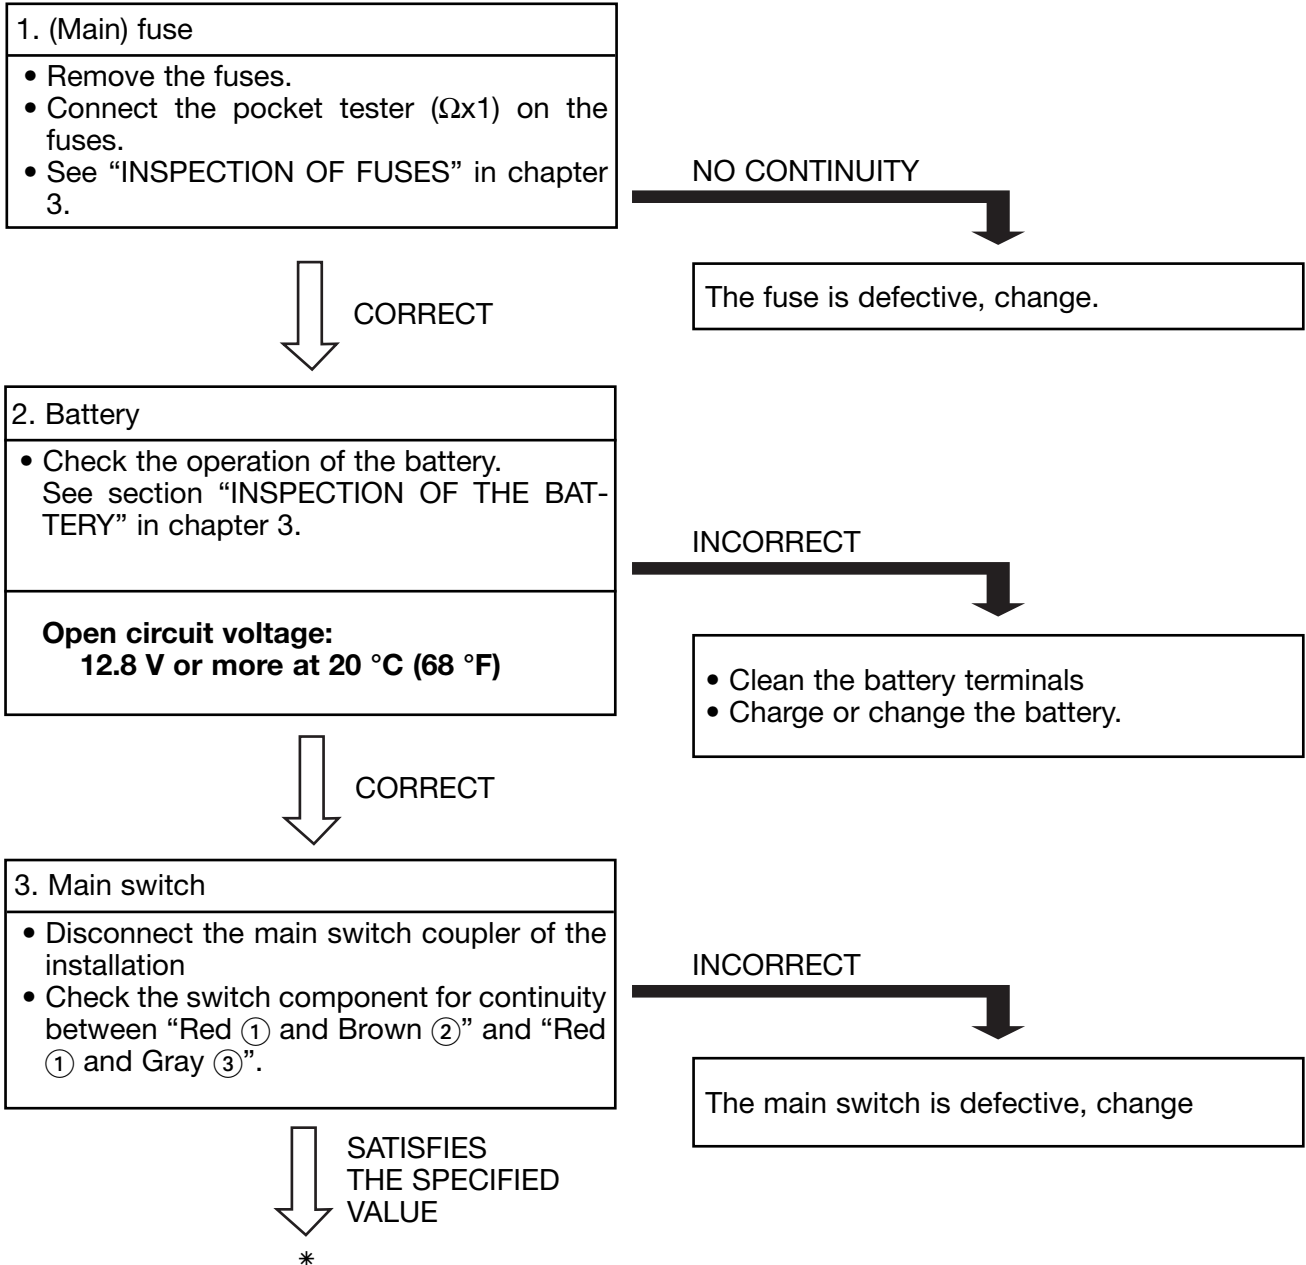 1. (Main) fuse
• Remove the fuses.
• Connect the pocket tester (Ωx1) on the
fuses.
• See “INSPECTION OF FUSES” in chapter
3.
NO CONTINUITY
The fuse is defective, change.
CORRECT
2. Battery
• Check the operation of the battery.
See section “INSPECTION OF THE BAT-
TERY” in chapter 3.
Open circuit voltage:
12.8 V or more at 20 °C (68 °F)
INCORRECT
• Clean the battery terminals
• Charge or change the battery.
CORRECT
3. Main switch
• Disconnect the main switch coupler of the
installation
• Check the switch component for continuity
between “Red ① and Brown ②” and “Red
① and Gray ③”.
INCORRECT
The main switch is defective, change
SATISFIES
THE SPECIFIED
VALUE
*